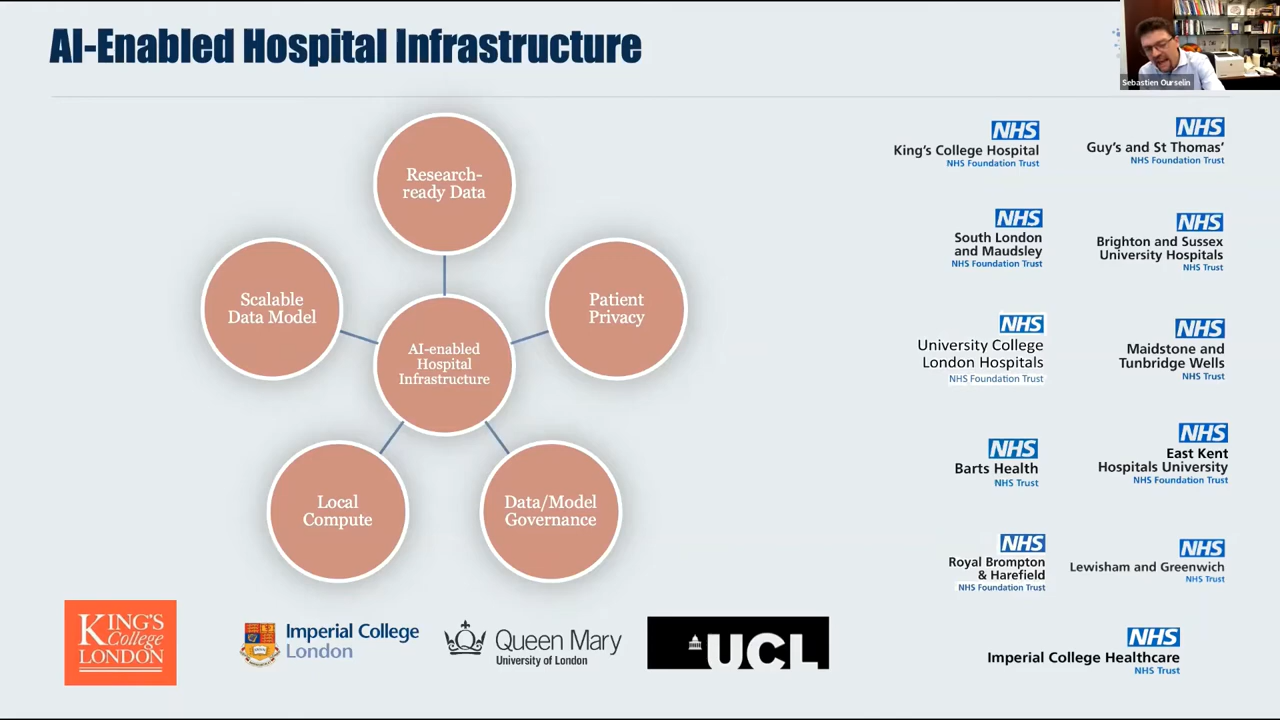 AI-Enabled Hospital Infrastructure
Sebastien Ourselin
Research-
ready Data
Scalable
Data Model
Patient
Privacy
AI-enabled
Hospital
Infrastructure
Local
Compute
Data/Model
Governance
NHS
King's College Hospital
NHS Foundation Trust
NHS
Guy's and St Thomas'
NHS Foundation Trust
NHS
South London
and Maudsley
NHS Foundation Trust
NHS
Brighton and Sussex
University Hospitals
NHS Trust
NHS
University College
London Hospitals
NHS Foundation Trust
NHS
Maidstone and
Tunbridge Wells
NHS Trust
NHS
Barts Health
NHS Trust
NHS
East Kent
Hospitals University
NHS Foundation Trust
NHS
Royal Brompton
& Harefield
NHS Foundation Trust
NHS
Lewisham and Greenwich
NHS Trust
NHS
Imperial College Healthcare
NHS Trust
KING'S
College
LONDON
Imperial College
London
Queen Mary
University of London
UCL